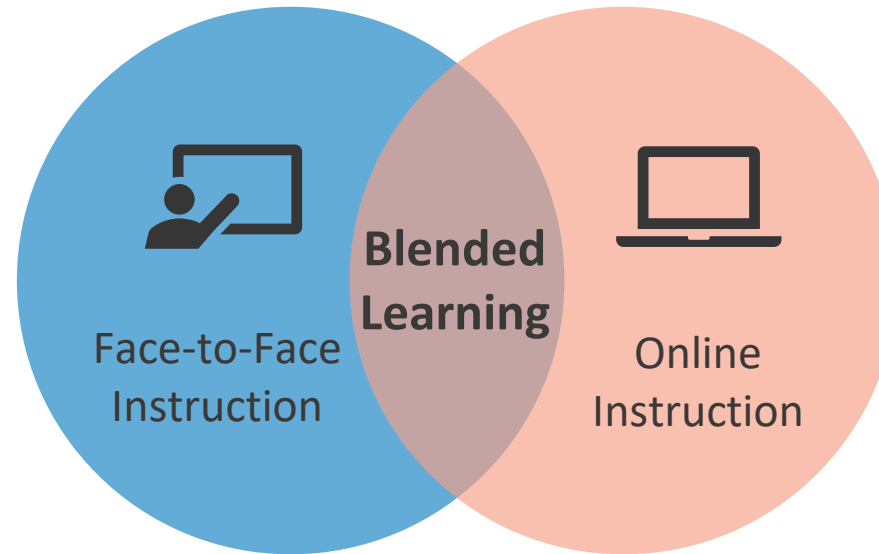 Blended
Learning
Face-to-Face
Instruction
Online
Instruction